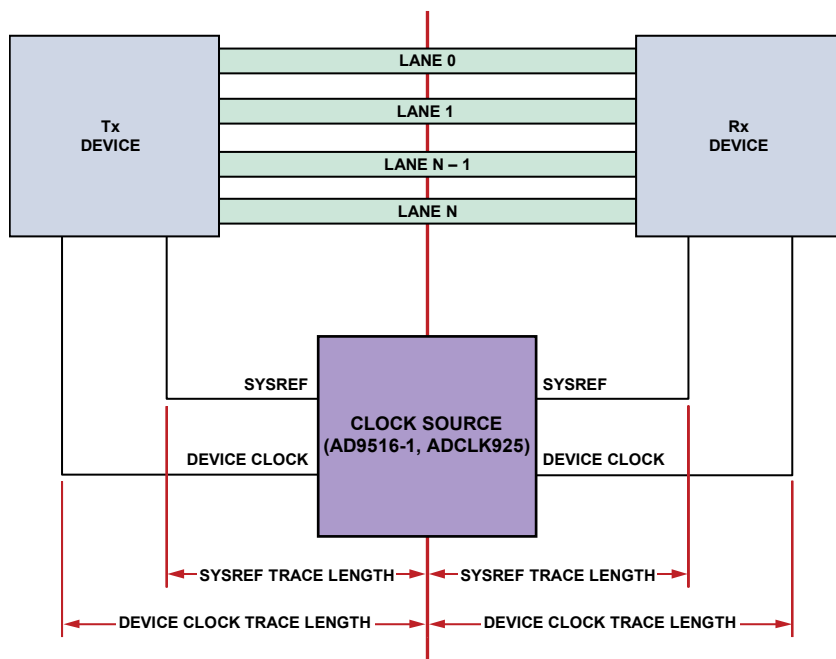 LANE 0
LANE 1
LANE N – 1
LANE N
Tx
DEVICE
Rx
DEVICE
SYSREF
SYSREF
CLOCK SOURCE
(AD9516-1, ADCLK925)
DEVICE CLOCK
DEVICE CLOCK
SYSREF TRACE LENGTH
SYSREF TRACE LENGTH
DEVICE CLOCK TRACE LENGTH
DEVICE CLOCK TRACE LENGTH